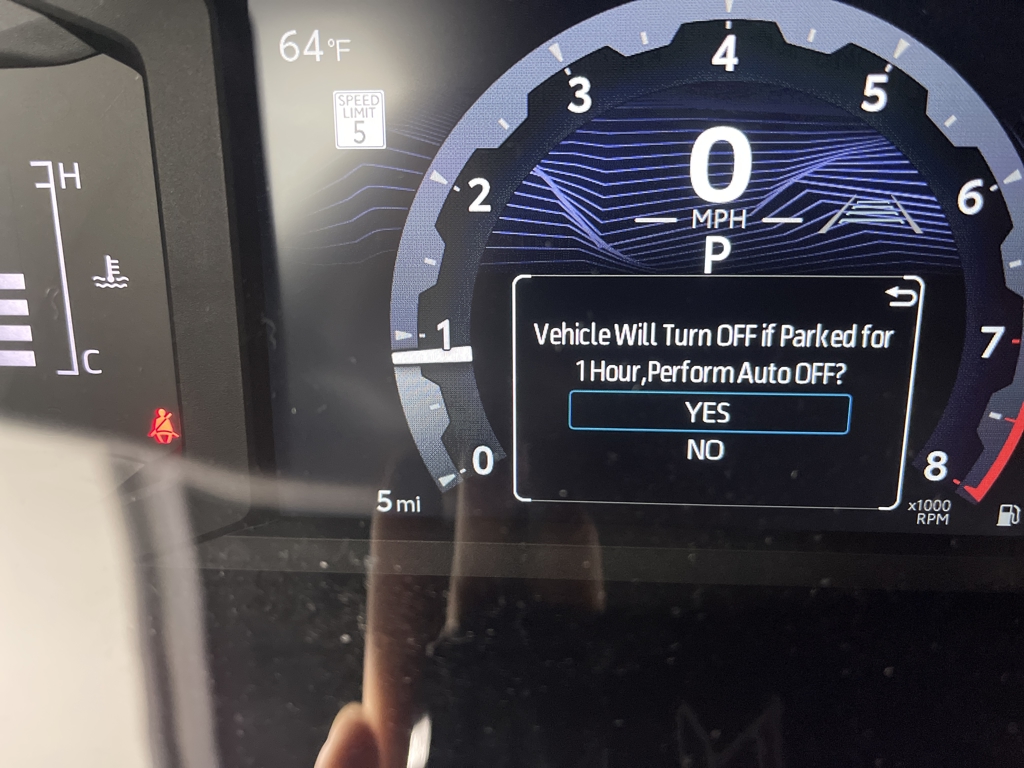 64°F
SPEED
LIMIT
5
H
C
0
1
2
3
4
5
6
7
8
0
MPH
P
Vehicle Will Turn OFF if Parked for
1 Hour,Perform Auto OFF?
YES
NO
5 mi
x1000
RPM